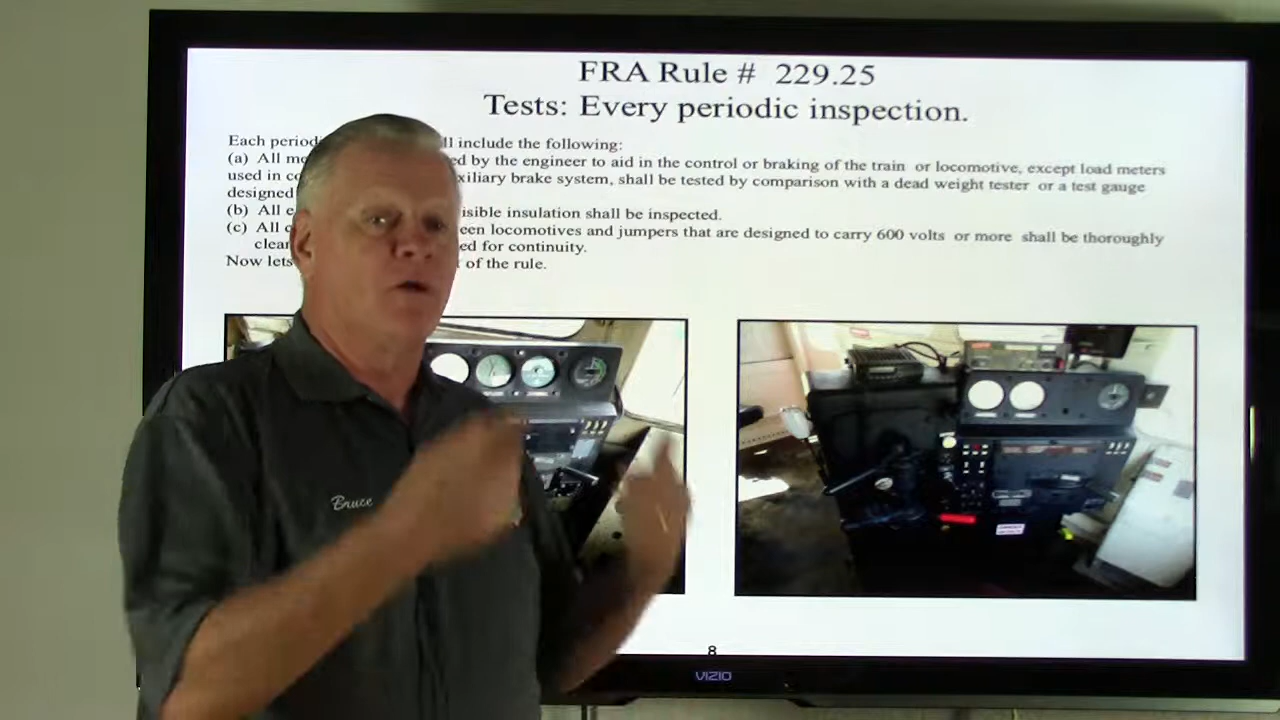 FRA Rule # 229.25
Tests: Every periodic inspection.
Each period ll include the following:
(a) All me ed by the engineer to aid in the control or braking of the train or locomotive, except load meters
used in co xiliary brake system, shall be tested by comparison with a dead weight tester or a test gauge
designed
(b) All e isible insulation shall be inspected.
(c) All een locomotives and jumpers that are designed to carry 600 volts or more shall be thoroughly
clean ed for continuity.
Now lets of the rule.
Bruce
8
VIZIO